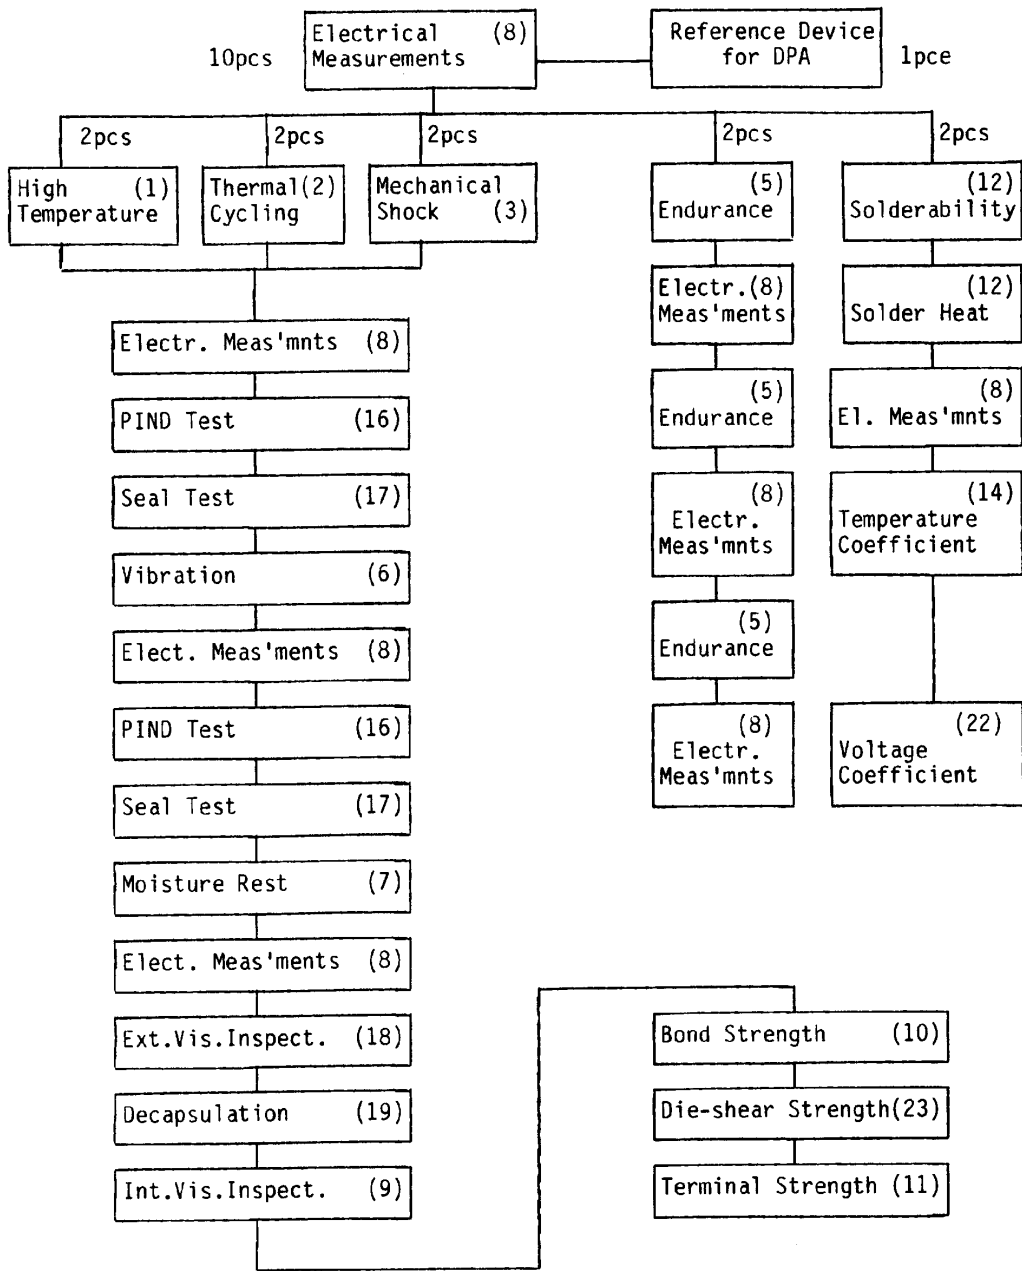 10pcs
Electrical (8)
Measurements
Reference Device
for DPA
1pce
2pcs
2pcs
2pcs
2pcs
2pcs
High (1)
Temperature
Thermal(2)
Cycling
Mechanical
Shock (3)
(5)
Endurance
(12)
Solderability
Electr.(8)
Meas'ments
(12)
Solder Heat
Electr. Meas'mnts (8)
(5)
Endurance
(8)
El. Meas'mnts
PIND Test (16)
Seal Test (17)
(8)
Electr.
Meas'mnts
(14)
Temperature
Coefficient
Vibration (6)
Elect. Meas'ments (8)
(5)
Endurance
PIND Test (16)
(8)
Electr.
Meas'mnts
(22)
Voltage
Coefficient
Seal Test (17)
Moisture Rest (7)
Elect. Meas'ments (8)
Ext.Vis.Inspect. (18)
Decapsulation (19)
Int.Vis.Inspect. (9)
Bond Strength (10)
Die-shear Strength(23)
Terminal Strength (11)